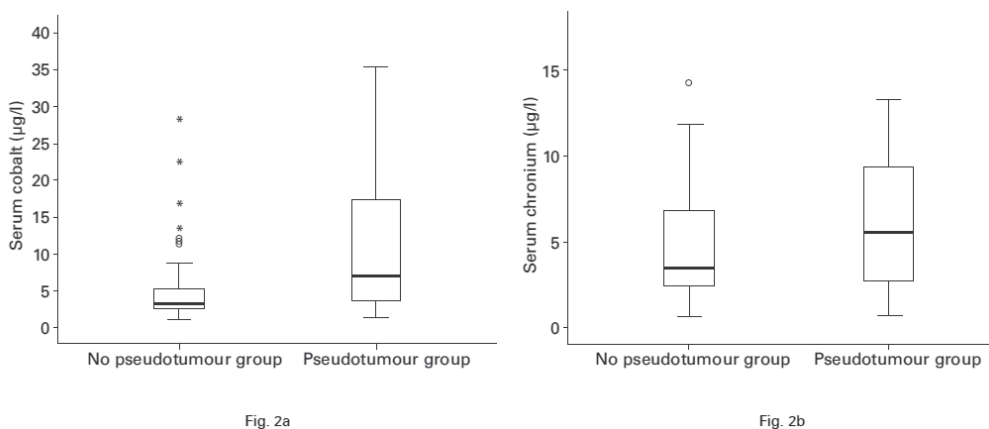 Serum cobalt (µg/l)
40
35
30
25
20
15
10
5
0
No pseudotumour group
Pseudotumour group
Fig. 2a
Serum chronium (µg/l)
15
10
5
0
No pseudotumour group
Pseudotumour group
Fig. 2b